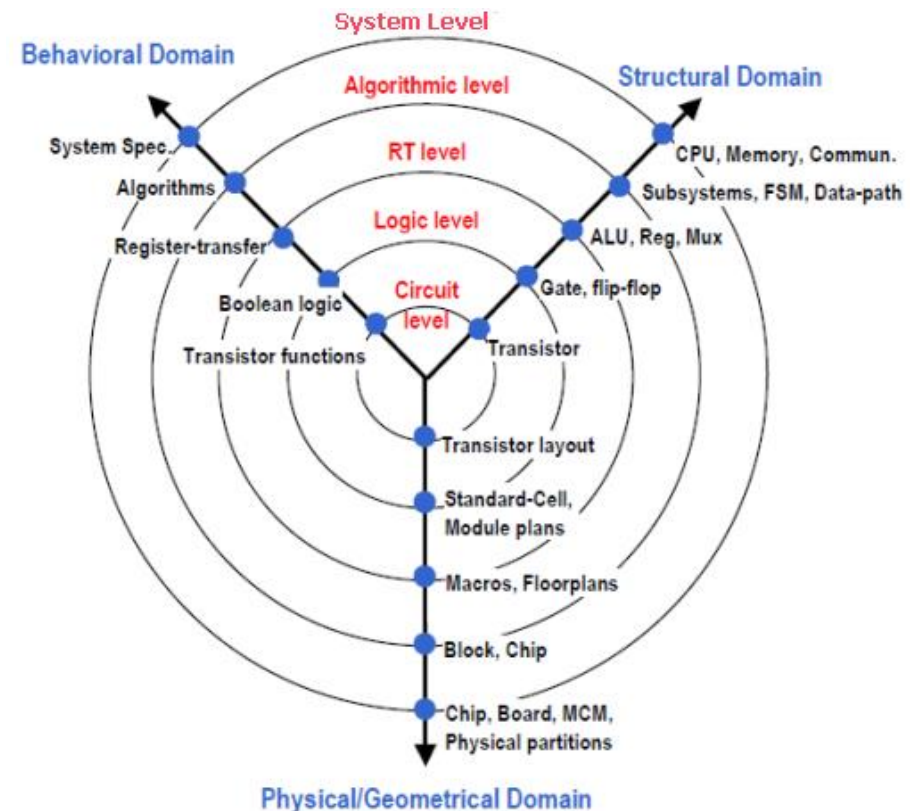 System Level
Behavioral Domain
Structural Domain
Algorithmic level
System Spec.
CPU, Memory, Commun.
RT level
Algorithms
Subsystems, FSM, Data-path
Logic level
Register-transfer
ALU, Reg, Mux
Circuit
level
Boolean logic
Gate, flip-flop
Transistor functions
Transistor
Transistor layout
Standard-Cell,
Module plans
Macros, Floorplans
Block, Chip
Chip, Board, MCM,
Physical partitions
Physical/Geometrical Domain